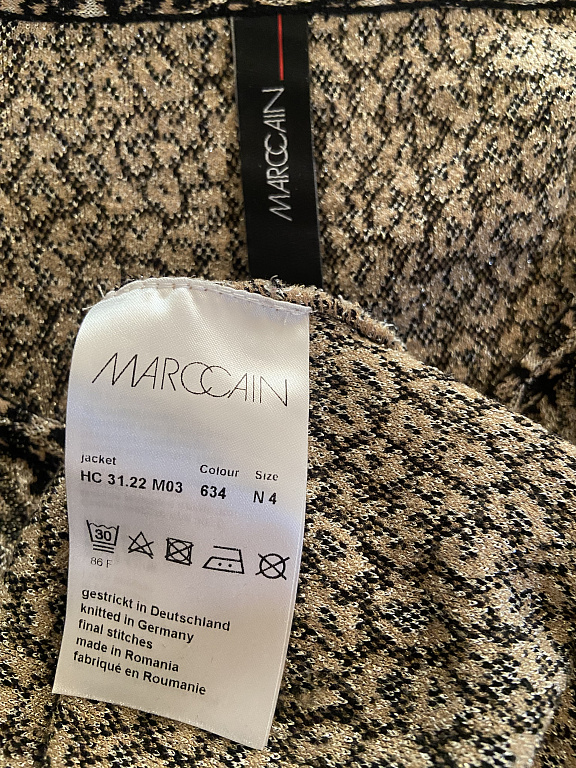 MARCCAIN
MARCCAIN
jacket Colour Size
HC 31.22 M03 634 N 4
30
86 F
gestrickt in Deutschland
knitted in Germany
final stitches
made in Romania
fabriqué en Roumanie